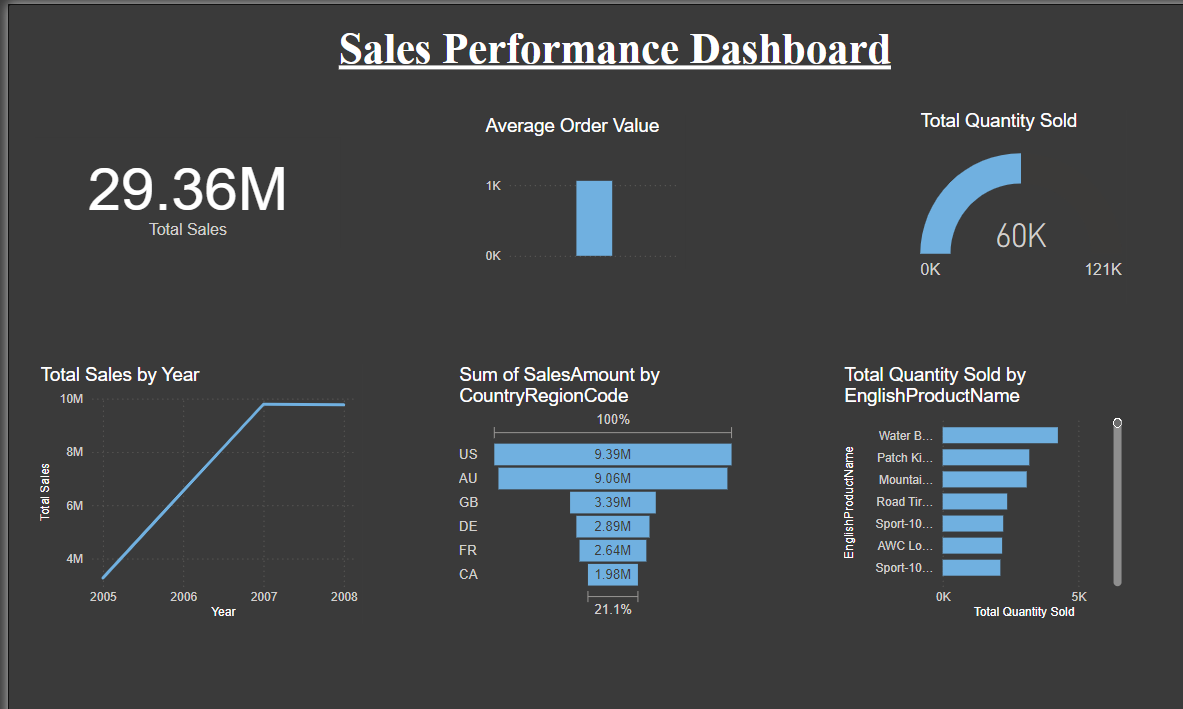 Sales Performance Dashboard
29.36M
Total Sales
Average Order Value
1K
0K
Total Quantity Sold
60K
0K
121K
Total Sales by Year
10M
8M
6M
4M
Total Sales
2005
2006
2007
2008
Year
Sum of SalesAmount by
CountryRegionCode
100%
US
9.39M
AU
9.06M
GB
3.39M
DE
2.89M
FR
2.64M
CA
1.98M
21.1%
Total Quantity Sold by
EnglishProductName
EnglishProductName
Water B...
Patch Ki...
Mountai...
Road Tir...
Sport-10...
AWC Lo...
Sport-10...
0K
5K
Total Quantity Sold